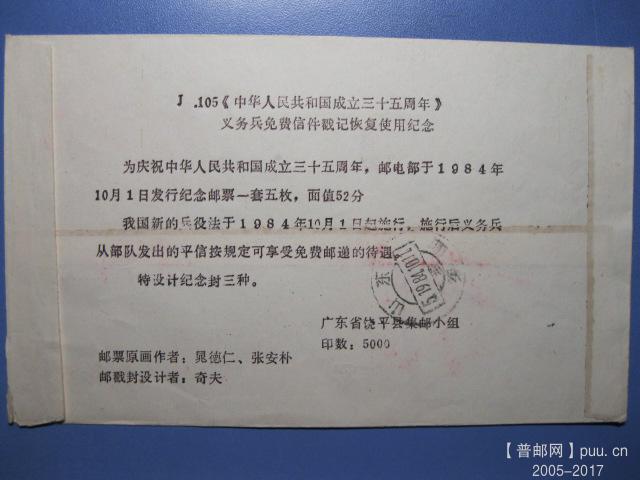 J .105《中华人民共和国成立三十五周年》
义务兵免费信件戳记恢复使用纪念
为庆祝中华人民共和国成立三十五周年，邮电部于1984年
10月1日发行纪念邮票一套五枚，面值52分
我国新的兵役法于1984年10月1日起施行，施行后义务兵
从部队发出的平信按规定可享受免费邮递的待遇。
特设计纪念封三种。
山东
广东省饶平县集邮小组
印数：5000
邮票原画作者：晁德仁、张安朴
邮戳封设计者：奇夫
【普邮网】puu.cn
2005-2017